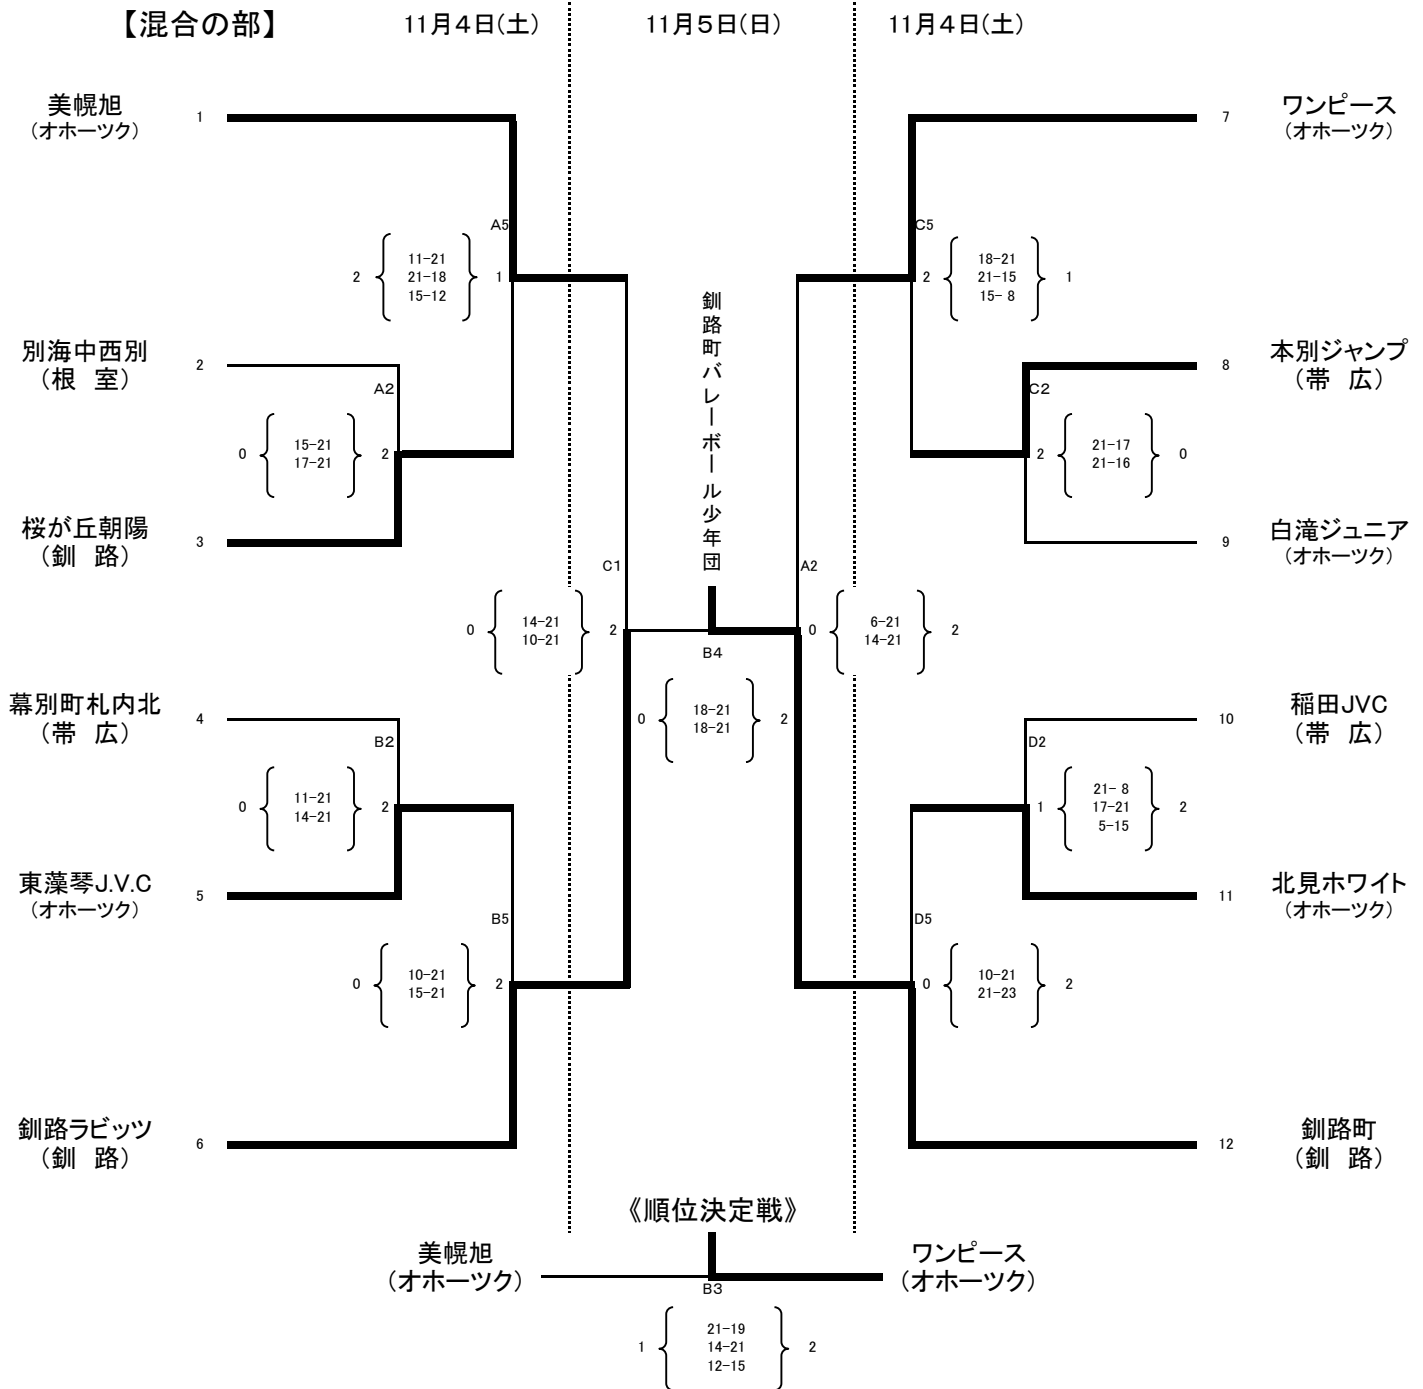 【混合の部】
11月4日(土)
11月5日(日)
11月4日(土)
美幌旭
(オホーツク)
1
7
ワンピース
(オホーツク)
A5
2
11-21
21-18
15-12
1
C5
2
18-21
21-15
15- 8
1
別海中西別
(根 室)
2
8
本別ジャンプ
(帯 広)
A2
0
15-21
17-21
2
C2
2
21-17
21-16
0
桜が丘朝陽
(釧 路)
3
9
白滝ジュニア
(オホーツク)
釧路町バレーボール少年団
C1
0
14-21
10-21
2
A2
0
6-21
14-21
2
B4
0
18-21
18-21
2
幕別町札内北
(帯 広)
4
10
稲田JVC
(帯 広)
B2
0
11-21
14-21
2
D2
1
21- 8
17-21
5-15
2
東藻琴J.V.C
(オホーツク)
5
11
北見ホワイト
(オホーツク)
B5
0
10-21
15-21
2
D5
0
10-21
21-23
2
釧路ラビッツ
(釧 路)
6
12
釧路町
(釧 路)
《順位決定戦》
美幌旭
(オホーツク)
ワンピース
(オホーツク)
B3
1
21-19
14-21
12-15
2